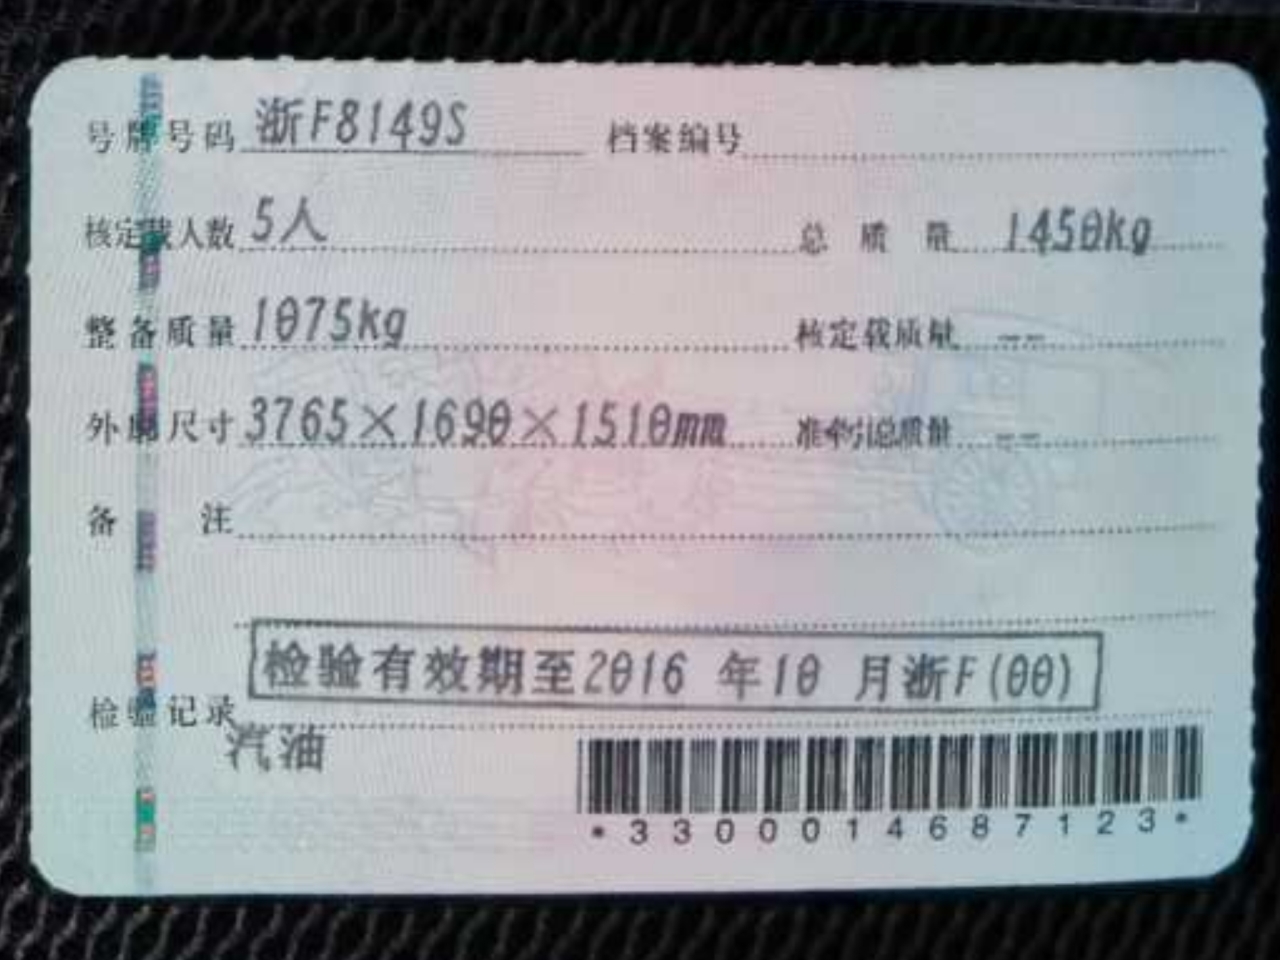 号牌号码 浙F8149S 档案编号
核定载人数 5人 总质量 1450kg
整备质量 1075kg 核定载质量 --
外廓尺寸 3765×1690×1510mm 准牵引总质量 --
备注
检验有效期至2016 年10 月浙F(00)
检验记录
汽油
*3300014687123*